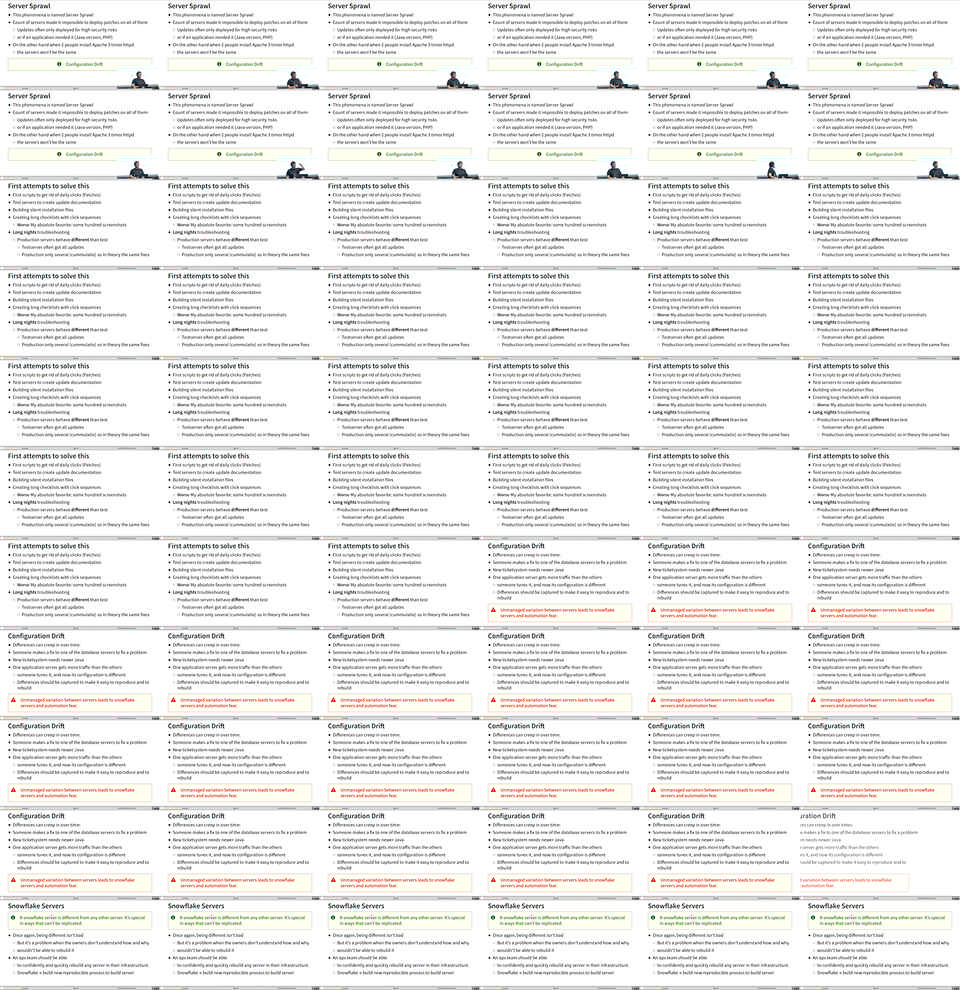 Server Sprawl
This phenomena is named Server Sprawl
Count of servers made it impossible to deploy patches on all of them
Updates often only deployed for high security risks
or if an application needed it (Java version, PHP)
On the other hand when 2 people install Apache Tomcat httpd
the servers won't be the same
Configuration Drift
First attempts to solve this
First scripts to get rid of daily clicks (Patches)
Test servers to create update documentation
Building silent installation files
Creating long checklists with click sequences
Worse: My absolute favorite: some hundred screenshots
Long nights troubleshooting
Production servers behave different than test
Testserver often got all updates
Production only several (cummulate) so in theory the same fixes
Configuration Drift
Differences can creep in over time:
Someone makes a fix to one of the database servers to fix a problem
New ticketsystem needs newer Java
One application server gets more traffic than the others
someone tunes it, and now its configuration is different
Differences should be captured to make it easy to reproduce and to
rebuild
Unmanaged variation between servers leads to snowflake
servers and automation fear.
Snowflake Servers
A snowflake server is different from any other server. It's special
in ways that can't be replicated.
Once again, being different isn't bad
But it's a problem when the owners don't understand how and why
wouldn't be able to rebuild it
An ops team should be able
to confidently and quickly rebuild any server in their infrastructure.
Snowflake = build new reproducible process to build server